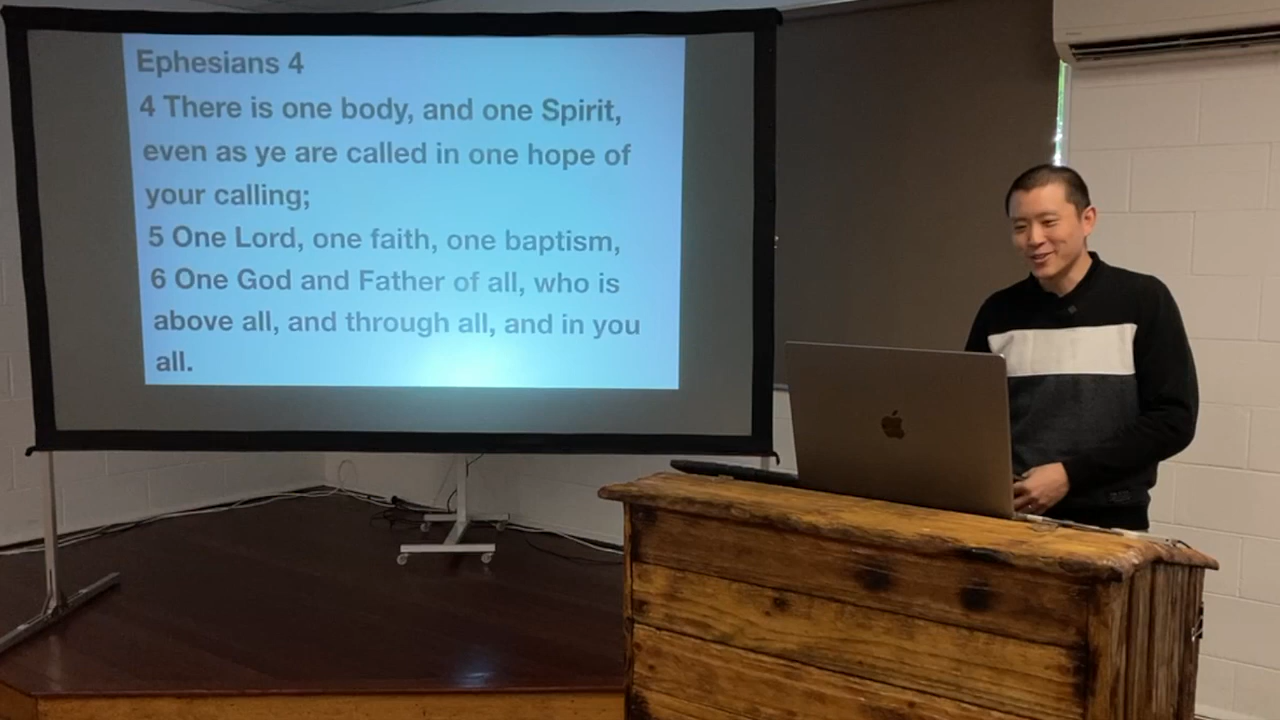 Ephesians 4
4 There is one body, and one Spirit,
even as ye are called in one hope of
your calling;
5 One Lord, one faith, one baptism,
6 One God and Father of all, who is
above all, and through all, and in you
all.